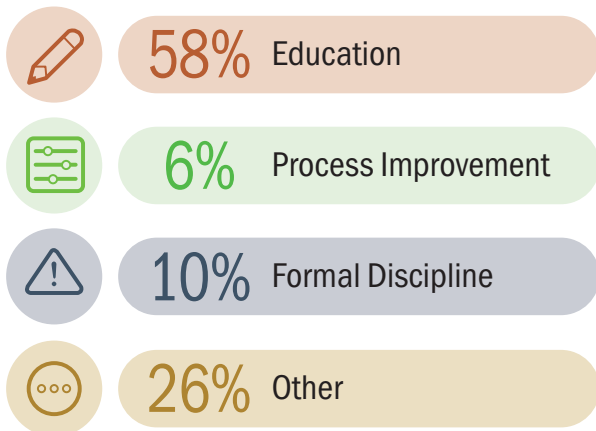 58% Education
6% Process Improvement
10% Formal Discipline
26% Other